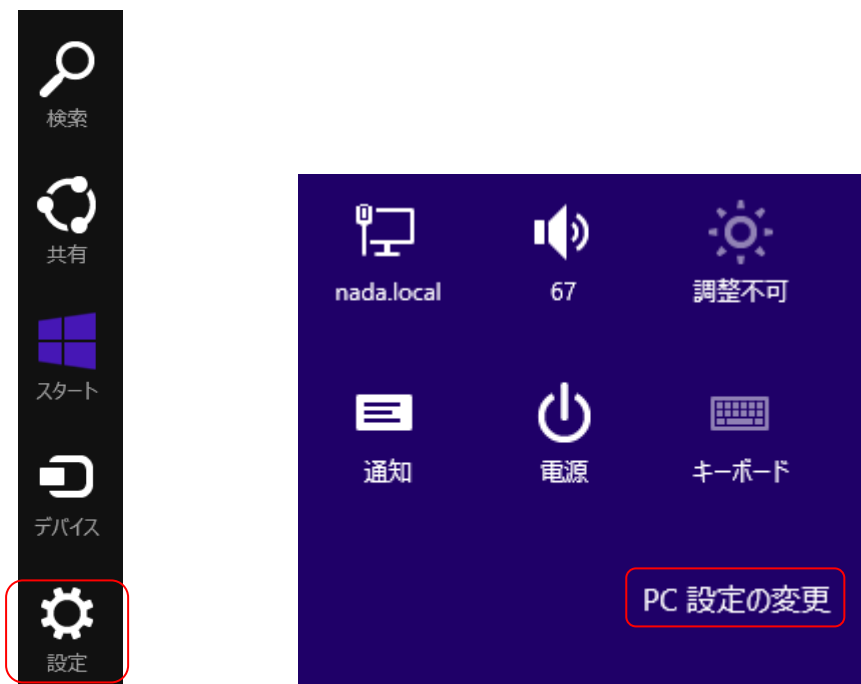 検索
共有
スタート
デバイス
設定
nada.local
67
調整不可
通知
電源
キーボード
PC 設定の変更